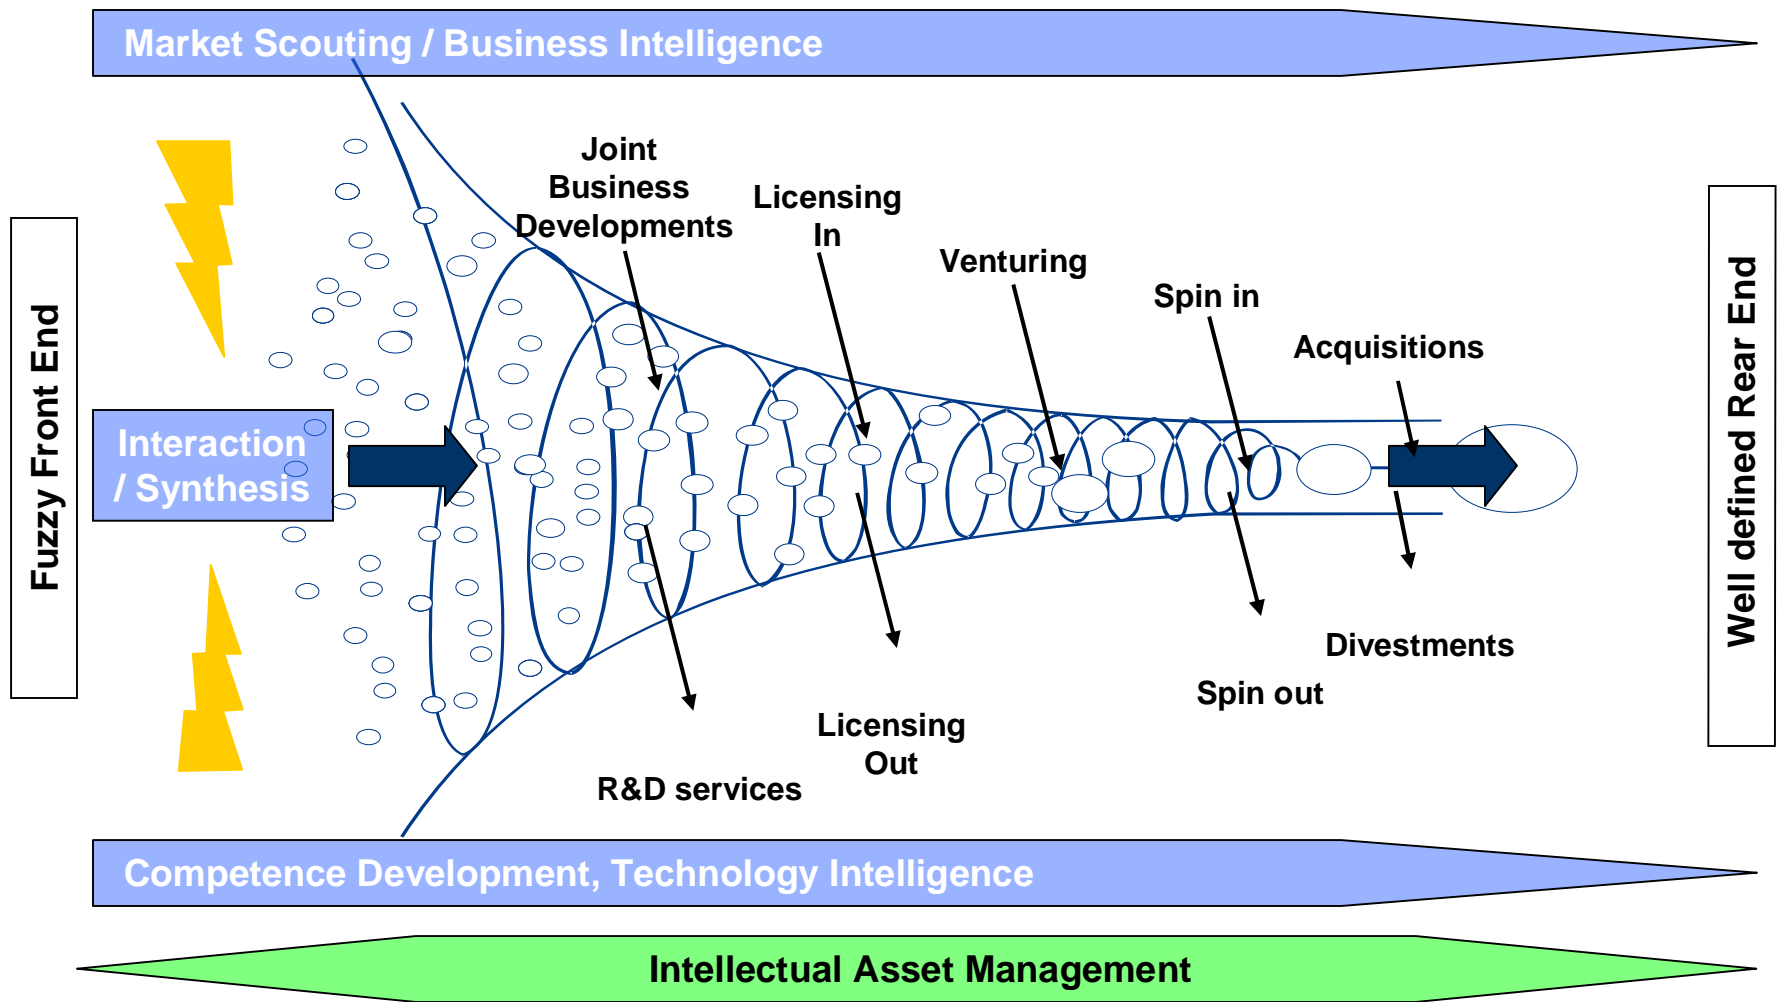 Market Scouting / Business Intelligence
Joint
Business
Developments
Licensing
In
Venturing
Spin in
Acquisitions
Fuzzy Front End
Interaction
/ Synthesis
Well defined Rear End
Divestments
Spin out
Licensing
Out
R&D services
Competence Development, Technology Intelligence
Intellectual Asset Management